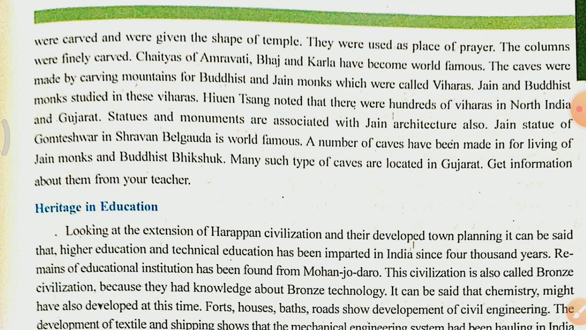 were carved and were given the shape of temple. They were used as place of prayer. The columns
were finely carved. Chaityas of Amravati, Bhaj and Karla have become world famous. The caves were
made by carving mountains for Buddhist and Jain monks which were called Viharas. Jain and Buddhist
monks studied in these viharas. Hiuen Tsang noted that there were hundreds of viharas in North India
and Gujarat. Statues and monuments are associated with Jain architecture also. Jain statue of
Gomteshwar in Shravan Belgauda is world famous. A number of caves have been made in for living of
Jain monks and Buddhist Bhikshuk. Many such type of caves are located in Gujarat. Get information
about them from your teacher.
Heritage in Education
Looking at the extension of Harappan civilization and their developed town planning it can be said
that, higher education and technical education has been imparted in India since four thousand years. Re-
mains of educational institution has been found from Mohan-jo-daro. This civilization is also called Bronze
civilization, because they had knowledge about Bronze technology. It can be said that chemistry, might
have also developed at this time. Forts, houses, baths, roads show developement of civil engineering. The
development of textile and shipping shows that the mechanical engineering system had been hauling in India